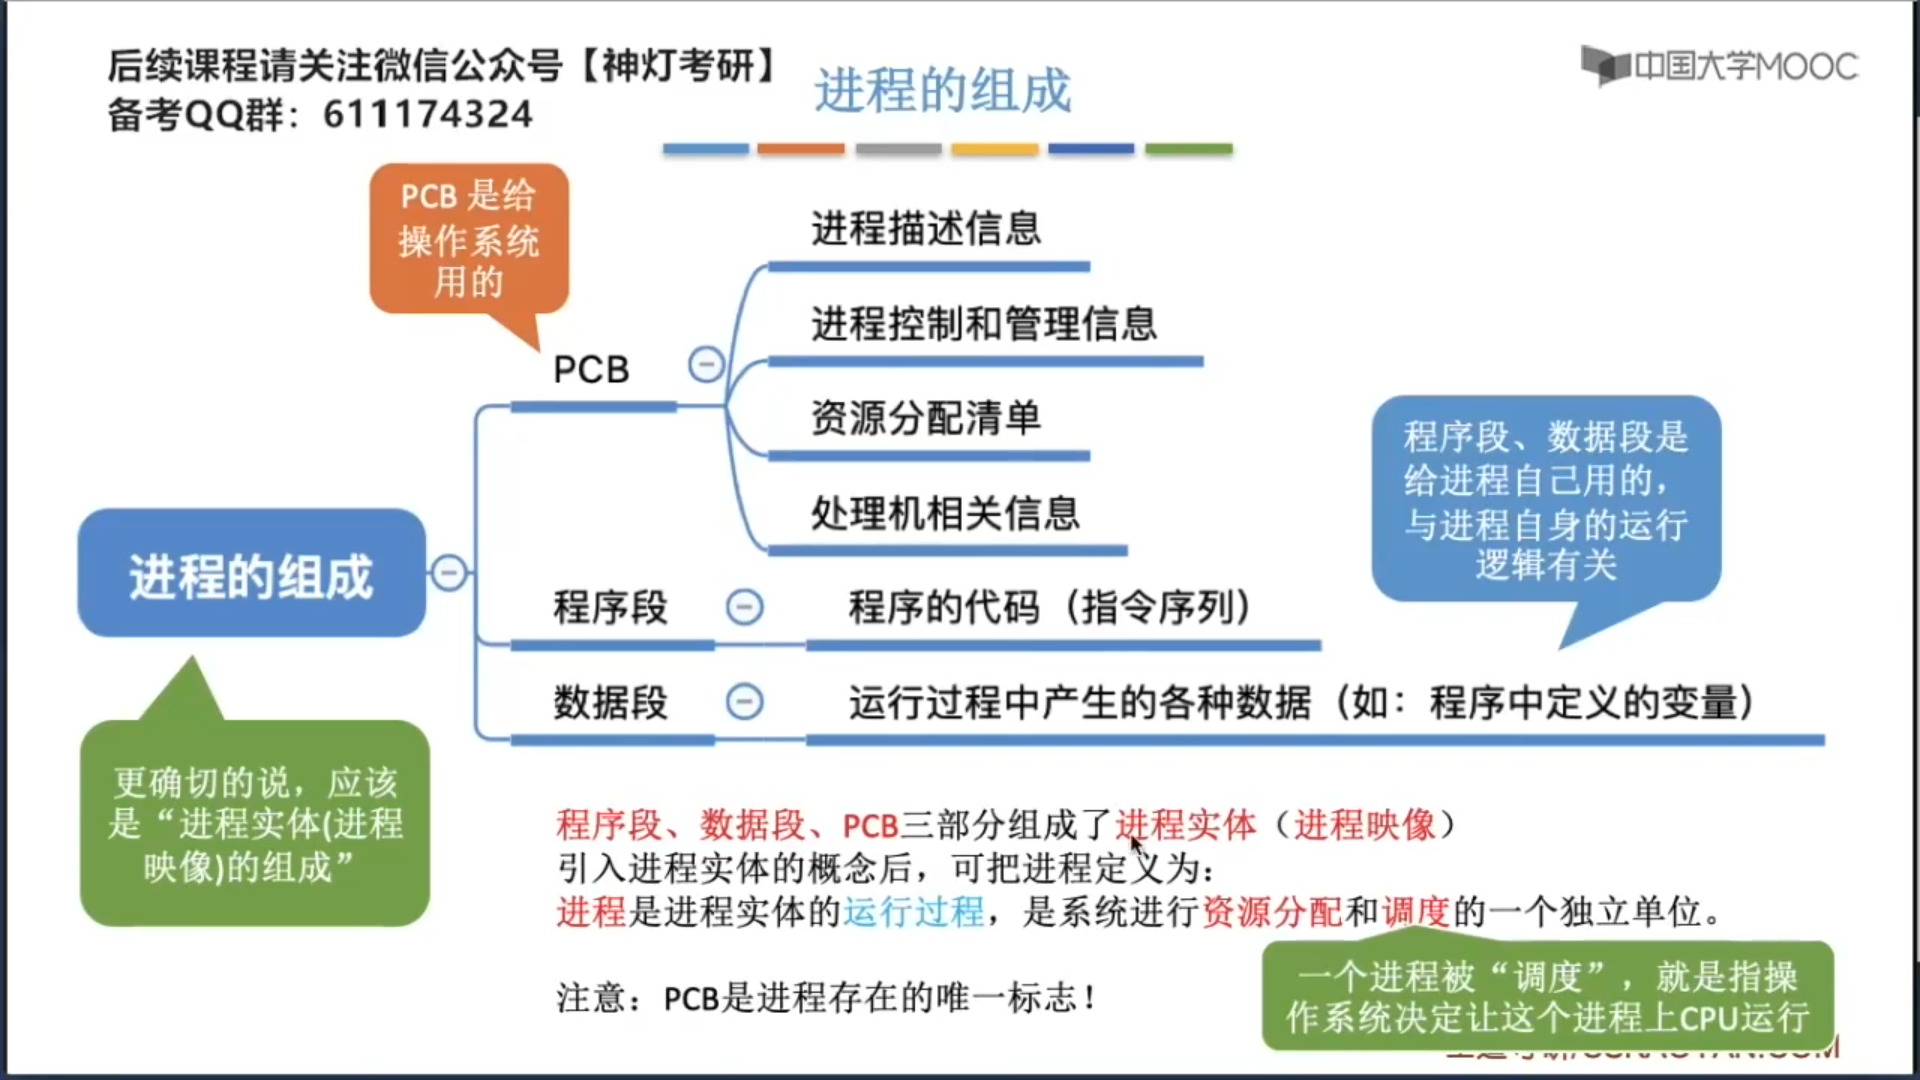 后续课程请关注微信公众号【神灯考研】
备考QQ群：611174324
进程的组成
中国大学MOOC
PCB 是给
操作系统
用的
进程描述信息
进程控制和管理信息
PCB
资源分配清单
处理机相关信息
程序段、数据段是
给进程自己用的，
与进程自身的运行
逻辑有关
进程的组成
程序段
程序的代码（指令序列）
数据段
运行过程中产生的各种数据（如：程序中定义的变量）
更确切的说，应该
是“进程实体(进程
映像)的组成”
程序段、数据段、PCB三部分组成了进程实体（进程映像）
引入进程实体的概念后，可把进程定义为：
进程是进程实体的运行过程，是系统进行资源分配和调度的一个独立单位。
注意：PCB是进程存在的唯一标志！
一个进程被“调度”，就是指操
作系统决定让这个进程上CPU运行